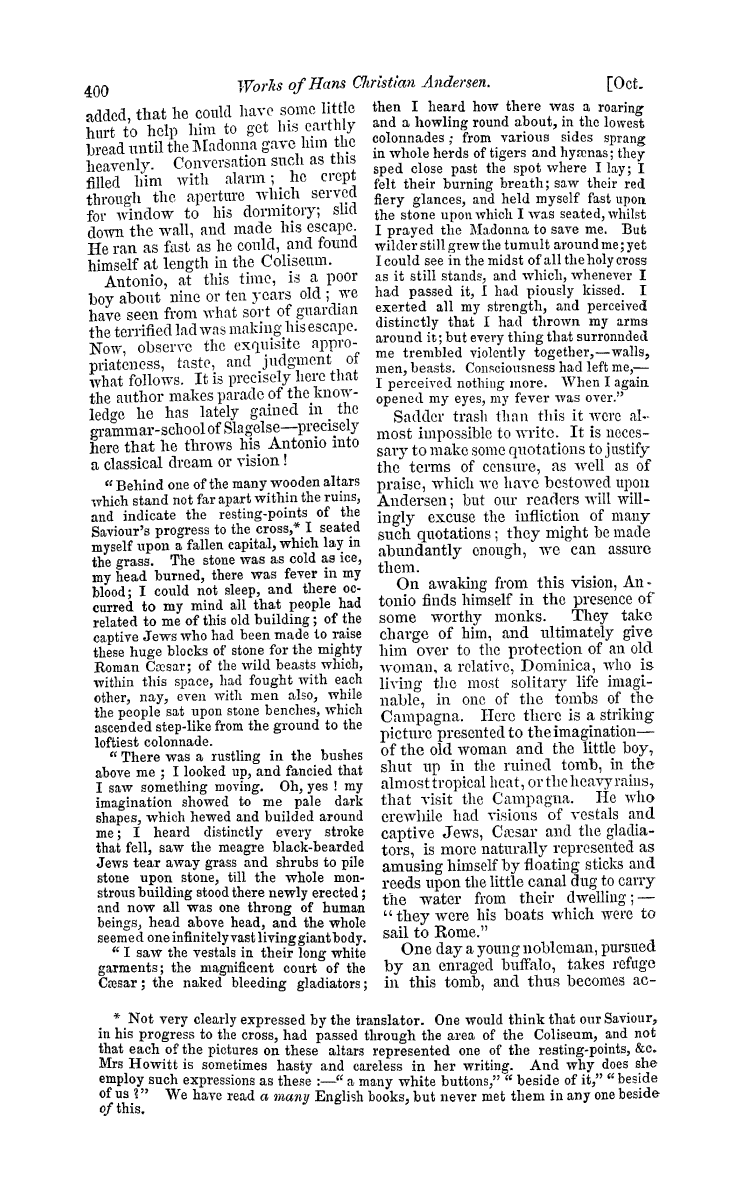 400
Works of Hans Christian Andersen.
[Oct.
added, that he could have some little
hurt to help him to get his earthly
bread until the Madonna gave him the
heavenly. Conversation such as this
filled him with alarm; he crept
through the aperture which served
for window to his dormitory; slid
down the wall, and made his escape.
He ran as fast as he could, and found
himself at length in the Coliseum.
Antonio, at this time, is a poor
boy about nine or ten years old; we
have seen from what sort of guardian
the terrified lad was making his escape.
Now, observe the exquisite appro-
priateness, taste, and judgment of
what follows. It is precisely here that
the author makes parade of the know-
ledge he has lately gained in the
grammar-school of Slagelse—precisely
here that he throws his Antonio into
a classical dream or vision!
"Behind one of the many wooden altars
which stand not far apart within the ruins,
and indicate the resting-points of the
Saviour's progress to the cross,* I seated
myself upon a fallen capital, which lay in
the grass. The stone was as cold as ice,
my head burned, there was fever in my
blood; I could not sleep, and there oc-
curred to my mind all that people had
related to me of this old building; of the
captive Jews who had been made to raise
these huge blocks of stone for the mighty
Roman Cæsar; of the wild beasts which,
within this space, had fought with each
other, nay, even with men also, while
the people sat upon stone benches, which
ascended step-like from the ground to the
loftiest colonnade.
"There was a rustling in the bushes
above me; I looked up, and fancied that
I saw something moving. Oh, yes! my
imagination showed to me pale dark
shapes, which hewed and builded around
me; I heard distinctly every stroke
that fell, saw the meagre black-bearded
Jews tear away grass and shrubs to pile
stone upon stone, till the whole mon-
strous building stood there newly erected;
and now all was one throng of human
beings, head above head, and the whole
seemed one infinitely vast living giant body.
"I saw the vestals in their long white
garments; the magnificent court of the
Cæsar; the naked bleeding gladiators;
then I heard how there was a roaring
and a howling round about, in the lowest
colonnades; from various sides sprang
in whole herds of tigers and hyænas; they
sped close past the spot where I lay; I
felt their burning breath; saw their red
fiery glances, and held myself fast upon
the stone upon which I was seated, whilst
I prayed the Madonna to save me. But
wilder still grew the tumult around me; yet
I could see in the midst of all the holy cross
as it still stands, and which, whenever I
had passed it, I had piously kissed. I
exerted all my strength, and perceived
distinctly that I had thrown my arms
around it; but every thing that surronnded
me trembled violently together,—walls,
men, beasts. Consciousness had left me,—
I perceived nothing more. When I again
opened my eyes, my fever was over."
Sadder trash than this it were al-
most impossible to write. It is neces-
sary to make some quotations to justify
the terms of censure, as well as of
praise, which we have bestowed upon
Andersen; but our readers will will-
ingly excuse the infliction of many
such quotations; they might be made
abundantly enough, we can assure
them.
On awaking from this vision, An-
tonio finds himself in the presence of
some worthy monks. They take
charge of him, and ultimately give
him over to the protection of an old
woman, a relative, Dominica, who is
living the most solitary life imagi-
nable, in one of the tombs of the
Campagna. Here there is a striking
picture presented to the imagination—
of the old woman and the little boy,
shut up in the ruined tomb, in the
almost tropical heat, or the heavy rains,
that visit the Campagna. He who
erewhile had visions of vestals and
captive Jews, Cæsar and the gladia-
tors, is more naturally represented as
amusing himself by floating sticks and
reeds upon the little canal dug to carry
the water from their dwelling;—
"they were his boats which were to
sail to Rome."
One day a young nobleman, pursued
by an enraged buffalo, takes refuge
in this tomb, and thus becomes ac-
* Not very clearly expressed by the translator. One would think that our Saviour,
in his progress to the cross, had passed through the area of the Coliseum, and not
that each of the pictures on these altars represented one of the resting-points, &c.
Mrs Howitt is sometimes hasty and careless in her writing. And why does she
employ such expressions as these:—"a many white buttons," "beside of it," "beside
of us?" We have read a many English books, but never met them in any one beside
of this.